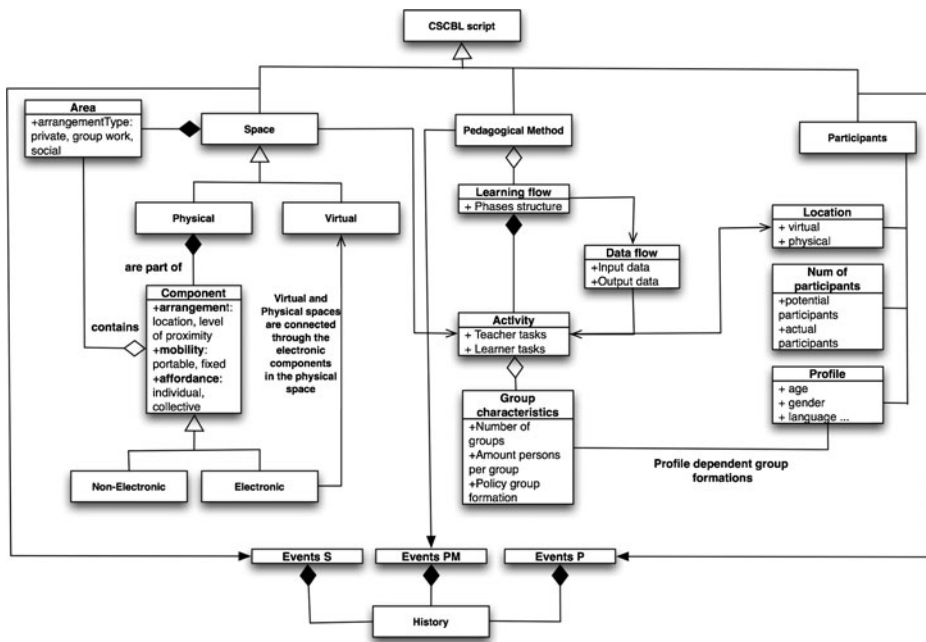 CSCBL script
Area
+arrangementType:
private, group work,
social
Space
Pedagogical Method
Participants
Learning flow
+ Phases structure
Physical
Virtual
Location
+ virtual
+ physical
Data flow
+Input data
+Output data
are part of
Component
+arrangement:
location, level
of proximity
+mobility:
portable, fixed
+affordance:
individual,
collective
contains
Virtual and
Physical spaces
are connected
through the
electronic
components
in the physical
space
Num of
participants
+potential
participants
+actual
participants
Activity
+ Teacher tasks
+ Learner tasks
Profile
+ age
+ gender
+ language ...
Group
characteristics
+Number of
groups
+Amount persons
per group
+Policy group
formation
Profile dependent group
formations
Non-Electronic
Electronic
Events S
Events PM
Events P
History